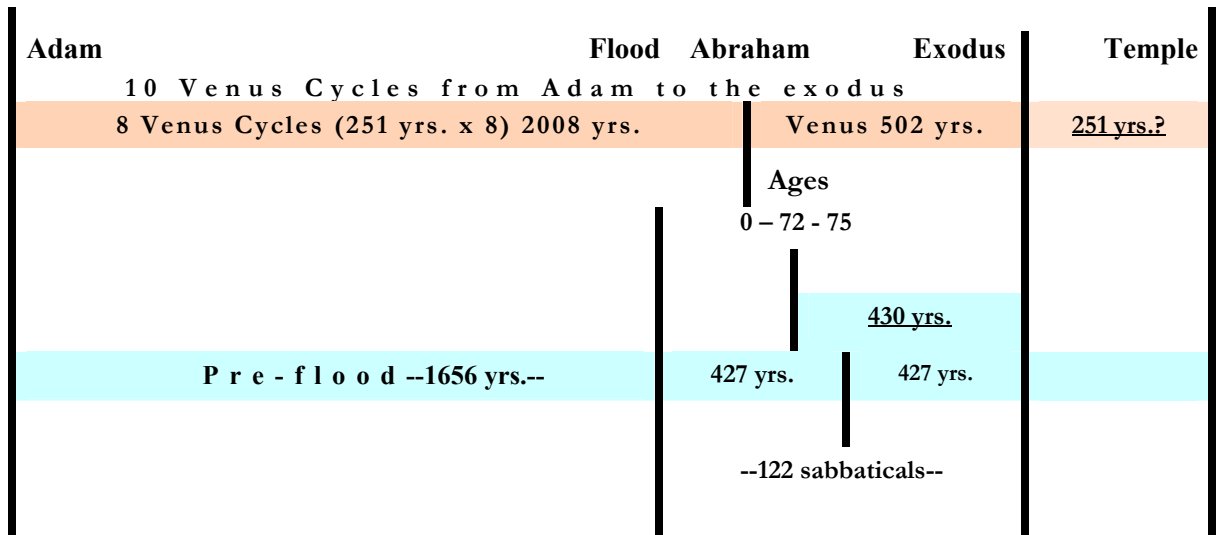 Adam Flood Abraham Exodus Temple
10 Venus Cycles from Adam to the exodus
8 Venus Cycles (251 yrs. x 8) 2008 yrs. Venus 502 yrs. 251 yrs.?
Ages
0 – 72 - 75
430 yrs.
Pre-flood --1656 yrs.-- 427 yrs. 427 yrs.
--122 sabbaticals--